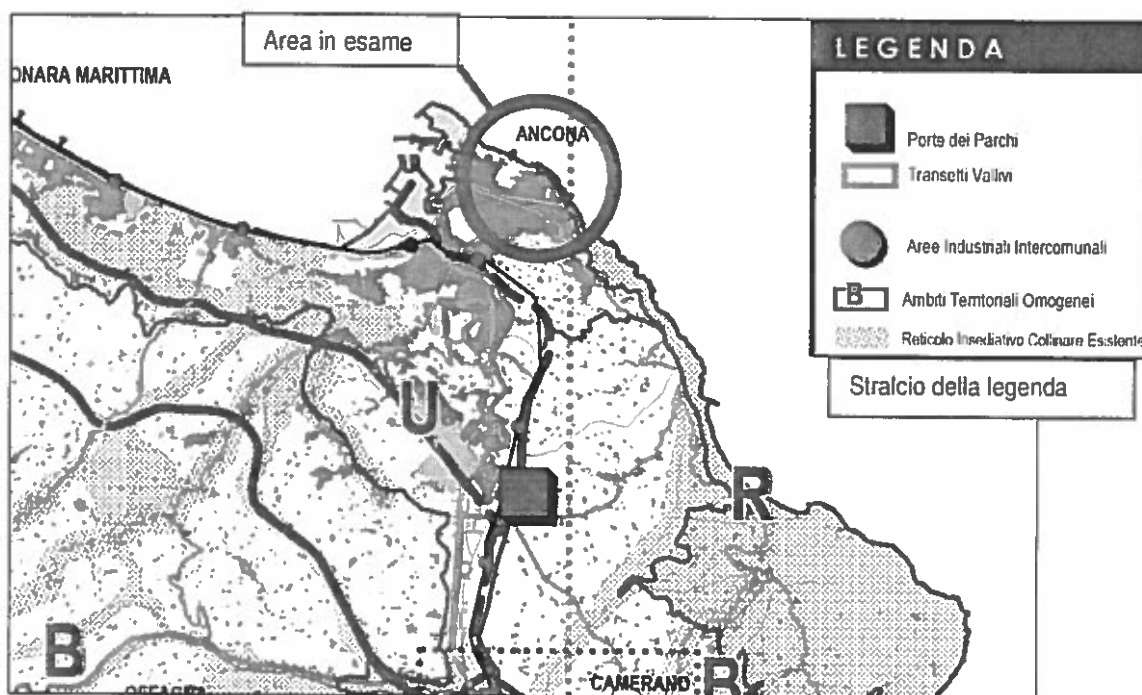 Area in esame
ONARA MARITTIMA
ANCONA
U
R
B
CAMERANO
R
LEGENDA
Porte dei Parchi
Transetti Vallivi
Aree Industriali Intercomunali
B Ambiti Territoriali Omogenei
Reticolo Insediativo Collinare Esistente
Stralcio della legenda